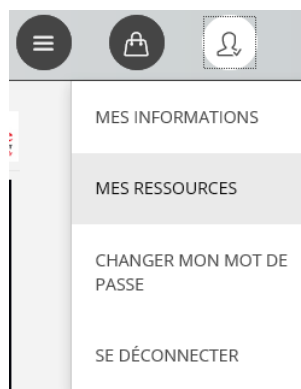 MES INFORMATIONS
MES RESSOURCES
CHANGER MON MOT DE
PASSE
SE DÉCONNECTER